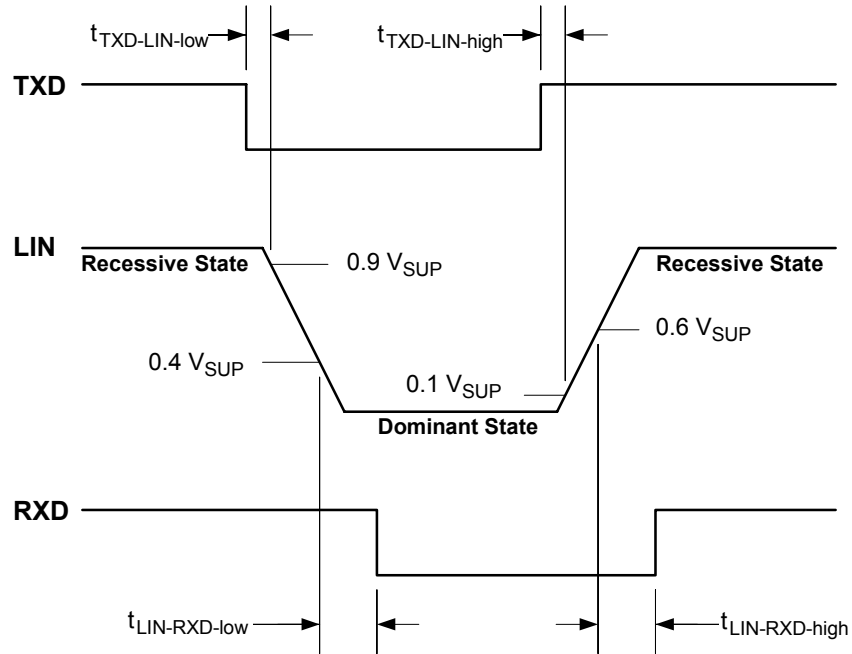 tTXD-LIN-low
tTXD-LIN-high
TXD
LIN
Recessive State
0.9 VSUP
Recessive State
0.6 VSUP
0.4 VSUP
0.1 VSUP
Dominant State
RXD
tLIN-RXD-low
tLIN-RXD-high